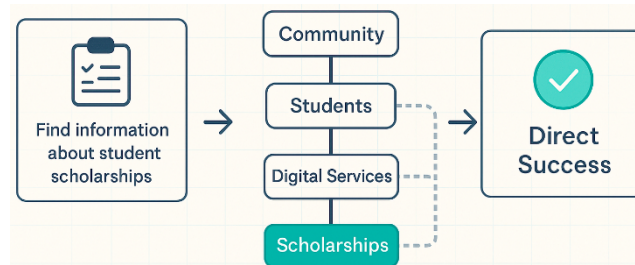 Find information
about student
scholarships
Community
Students
Digital Services
Scholarships
Direct
Success